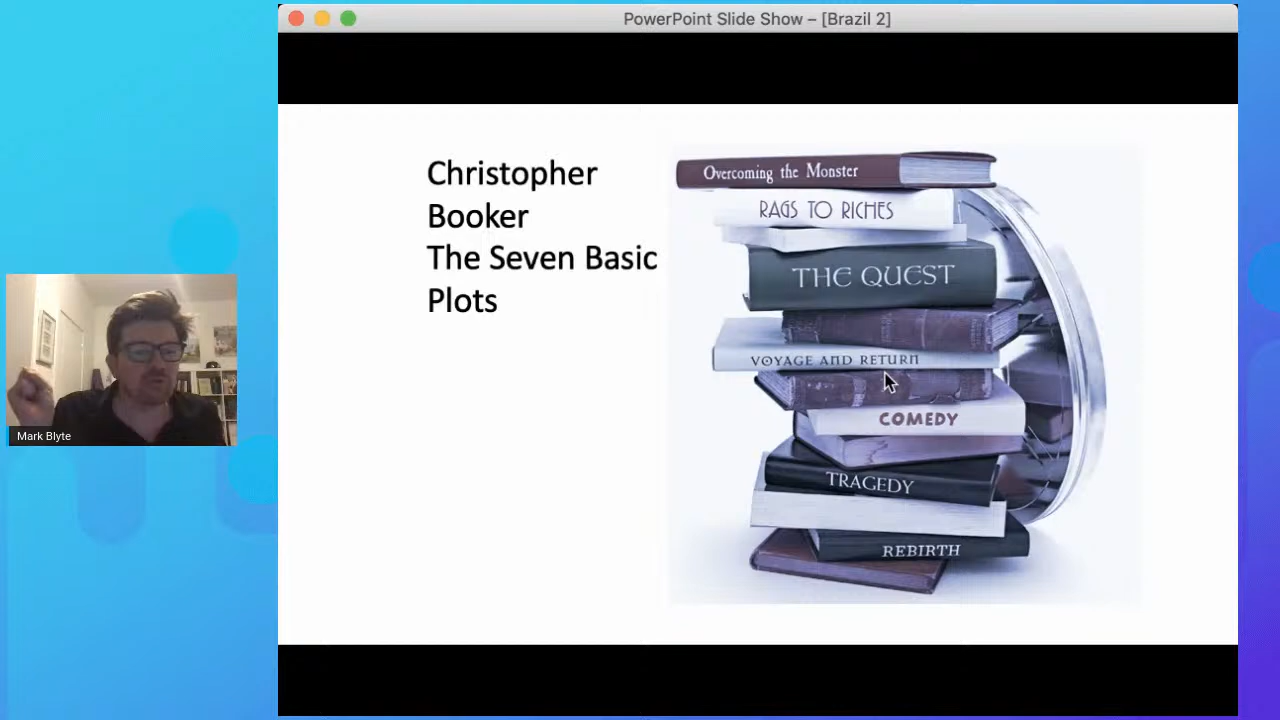 PowerPoint Slide Show – [Brazil 2]
Christopher
Booker
The Seven Basic
Plots
Overcoming the Monster
RAGS TO RICHES
THE QUEST
VOYAGE AND RETURN
COMEDY
TRAGEDY
REBIRTH
Mark Blyte